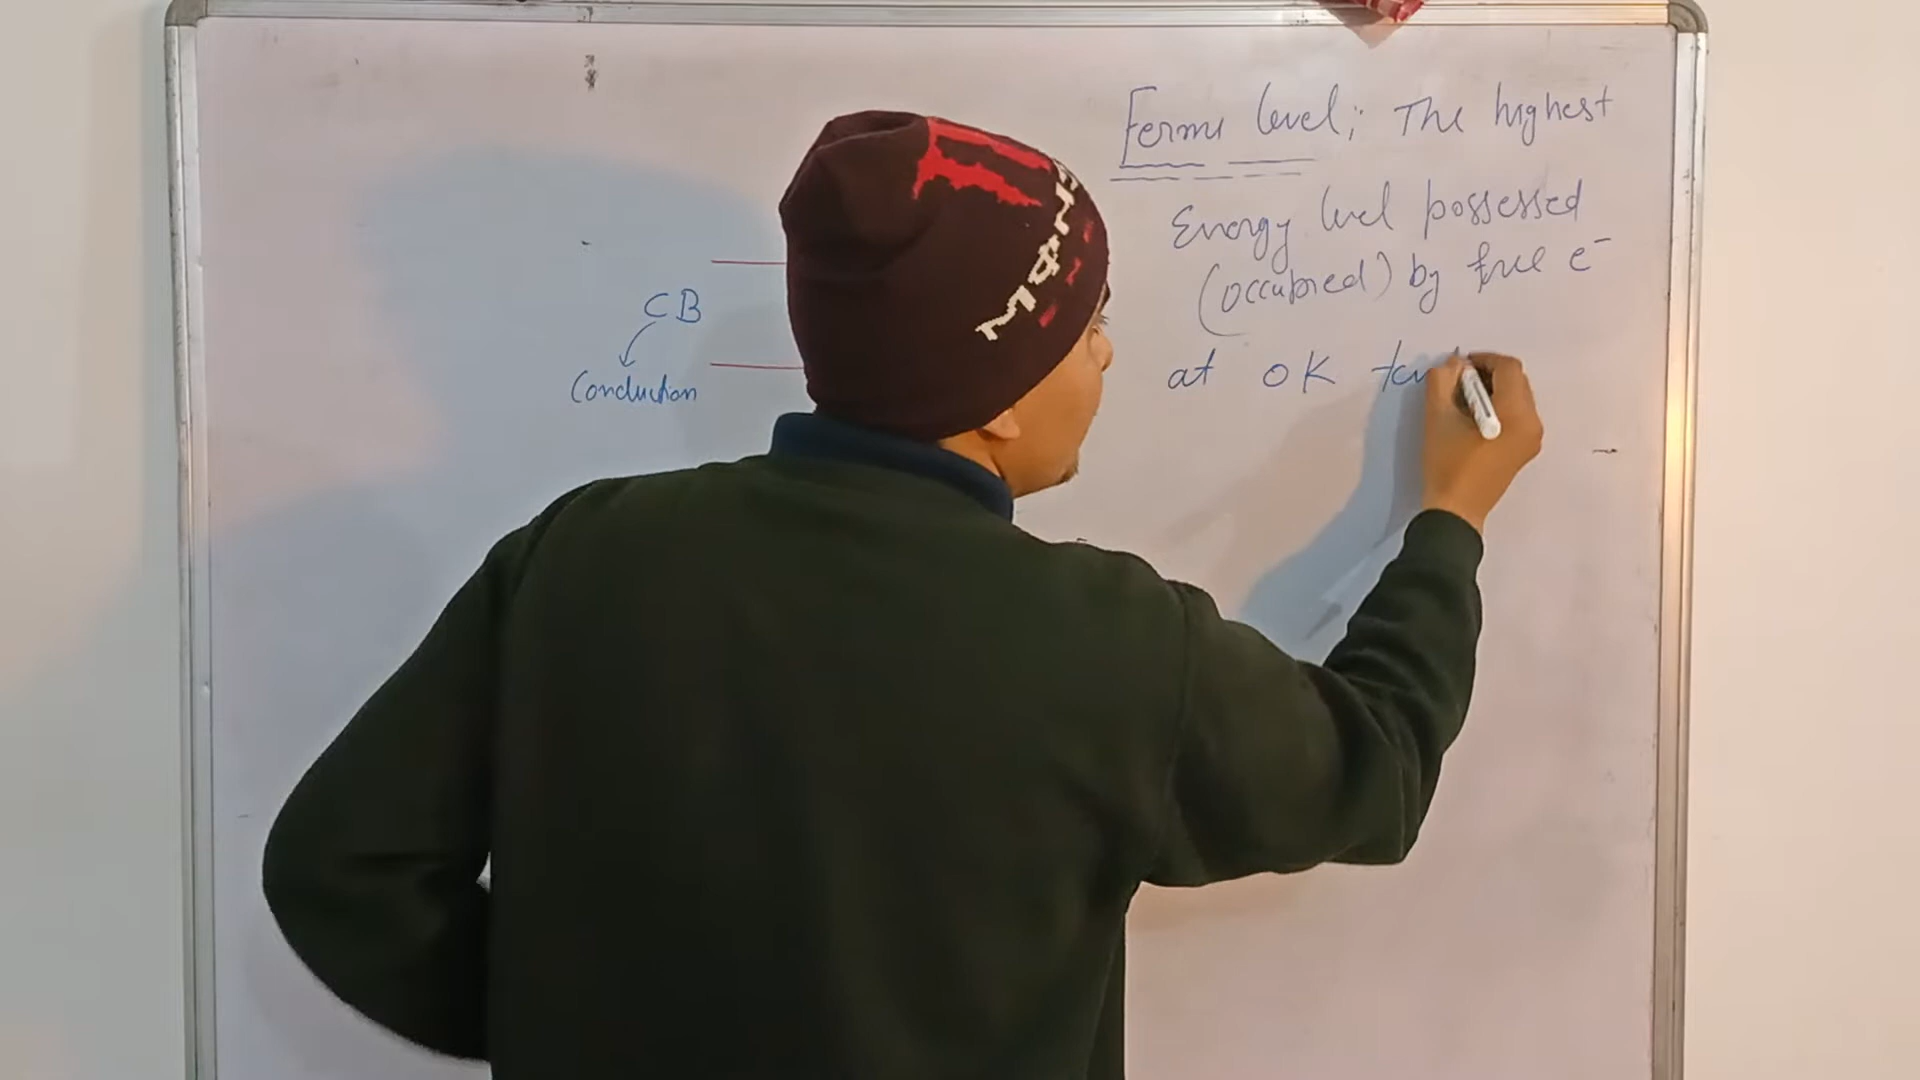 Fermi level; The highest
Energy level possessed
(occupied) by free e⁻
at 0K
CB
Conduction